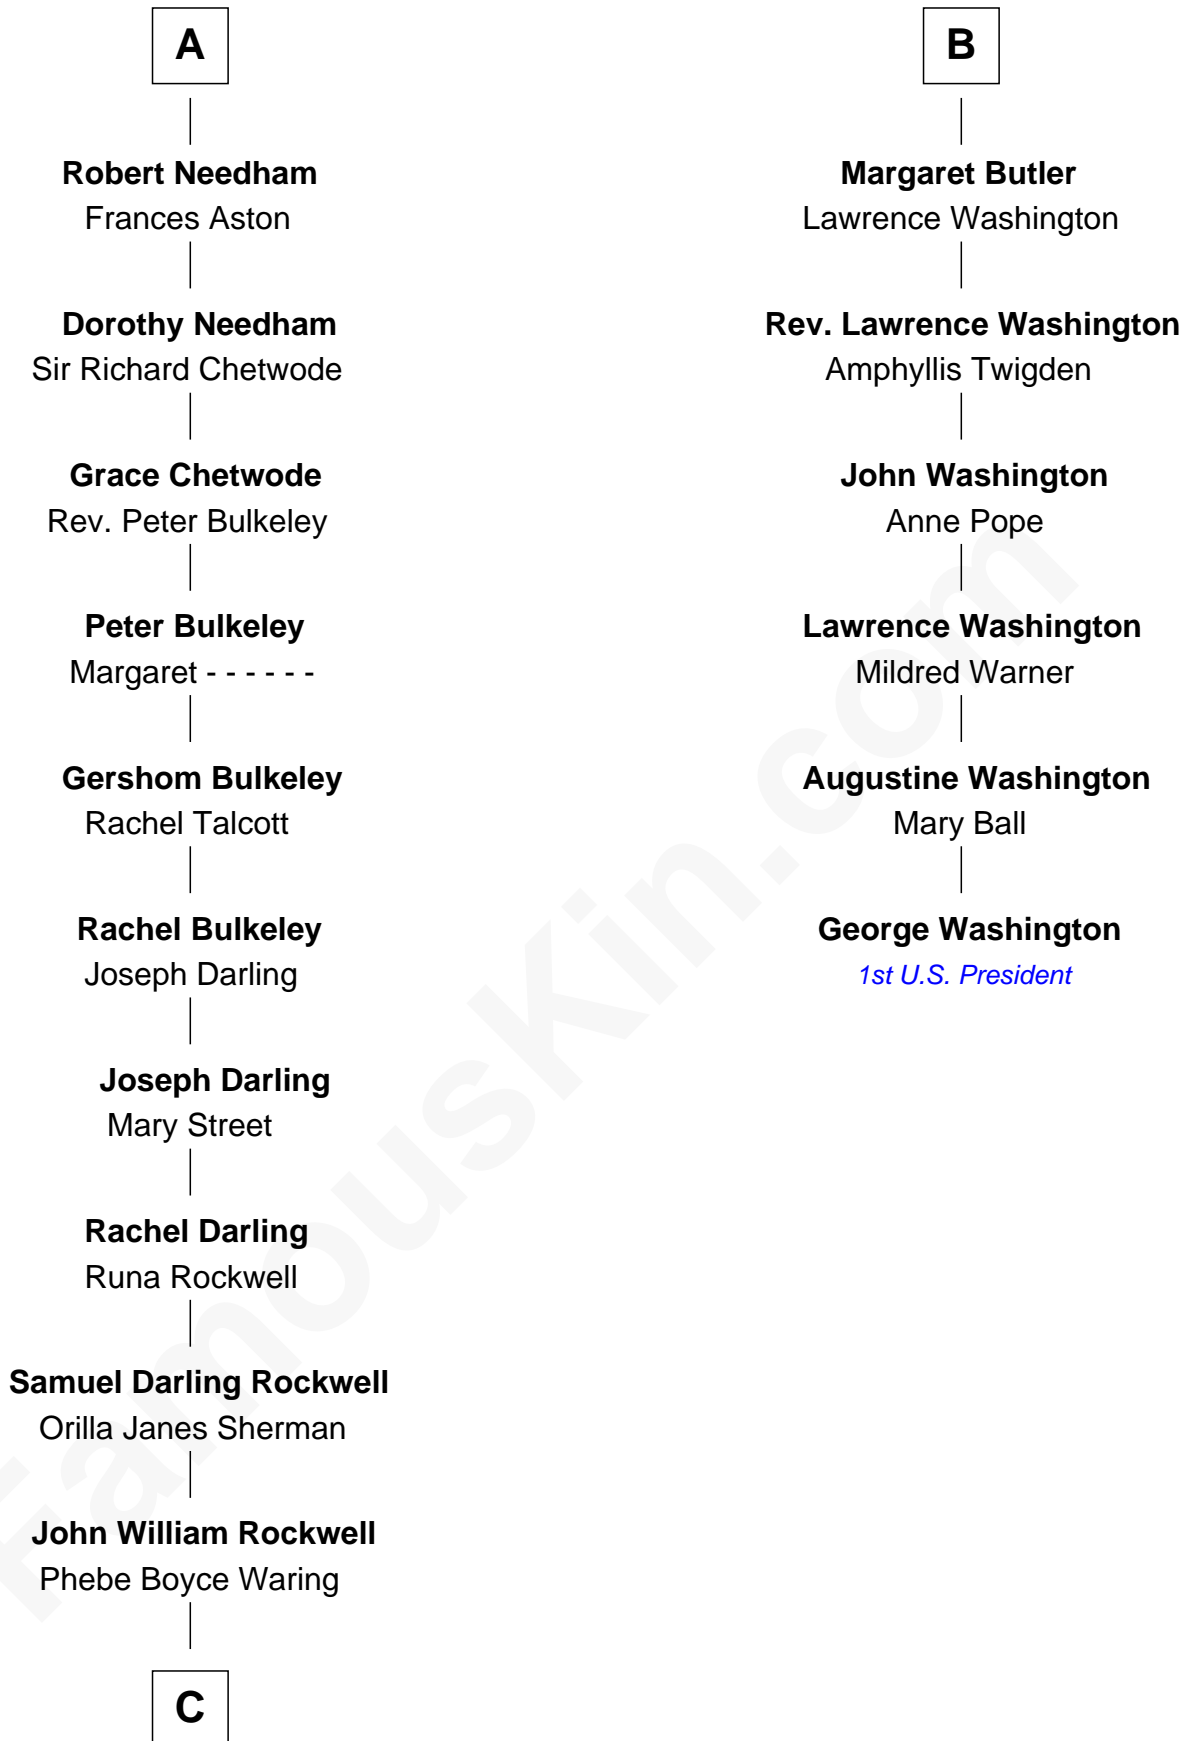 A
Robert Needham
Frances Aston
Dorothy Needham
Sir Richard Chetwode
Grace Chetwode
Rev. Peter Bulkeley
Peter Bulkeley
Margaret - - - - - -
Gershom Bulkeley
Rachel Talcott
Rachel Bulkeley
Joseph Darling
Joseph Darling
Mary Street
Rachel Darling
Runa Rockwell
Samuel Darling Rockwell
Orilla Janes Sherman
John William Rockwell
Phebe Boyce Waring
C
B
Margaret Butler
Lawrence Washington
Rev. Lawrence Washington
Amphyllis Twigden
John Washington
Anne Pope
Lawrence Washington
Mildred Warner
Augustine Washington
Mary Ball
George Washington
1st U.S. President
FamousKin.com